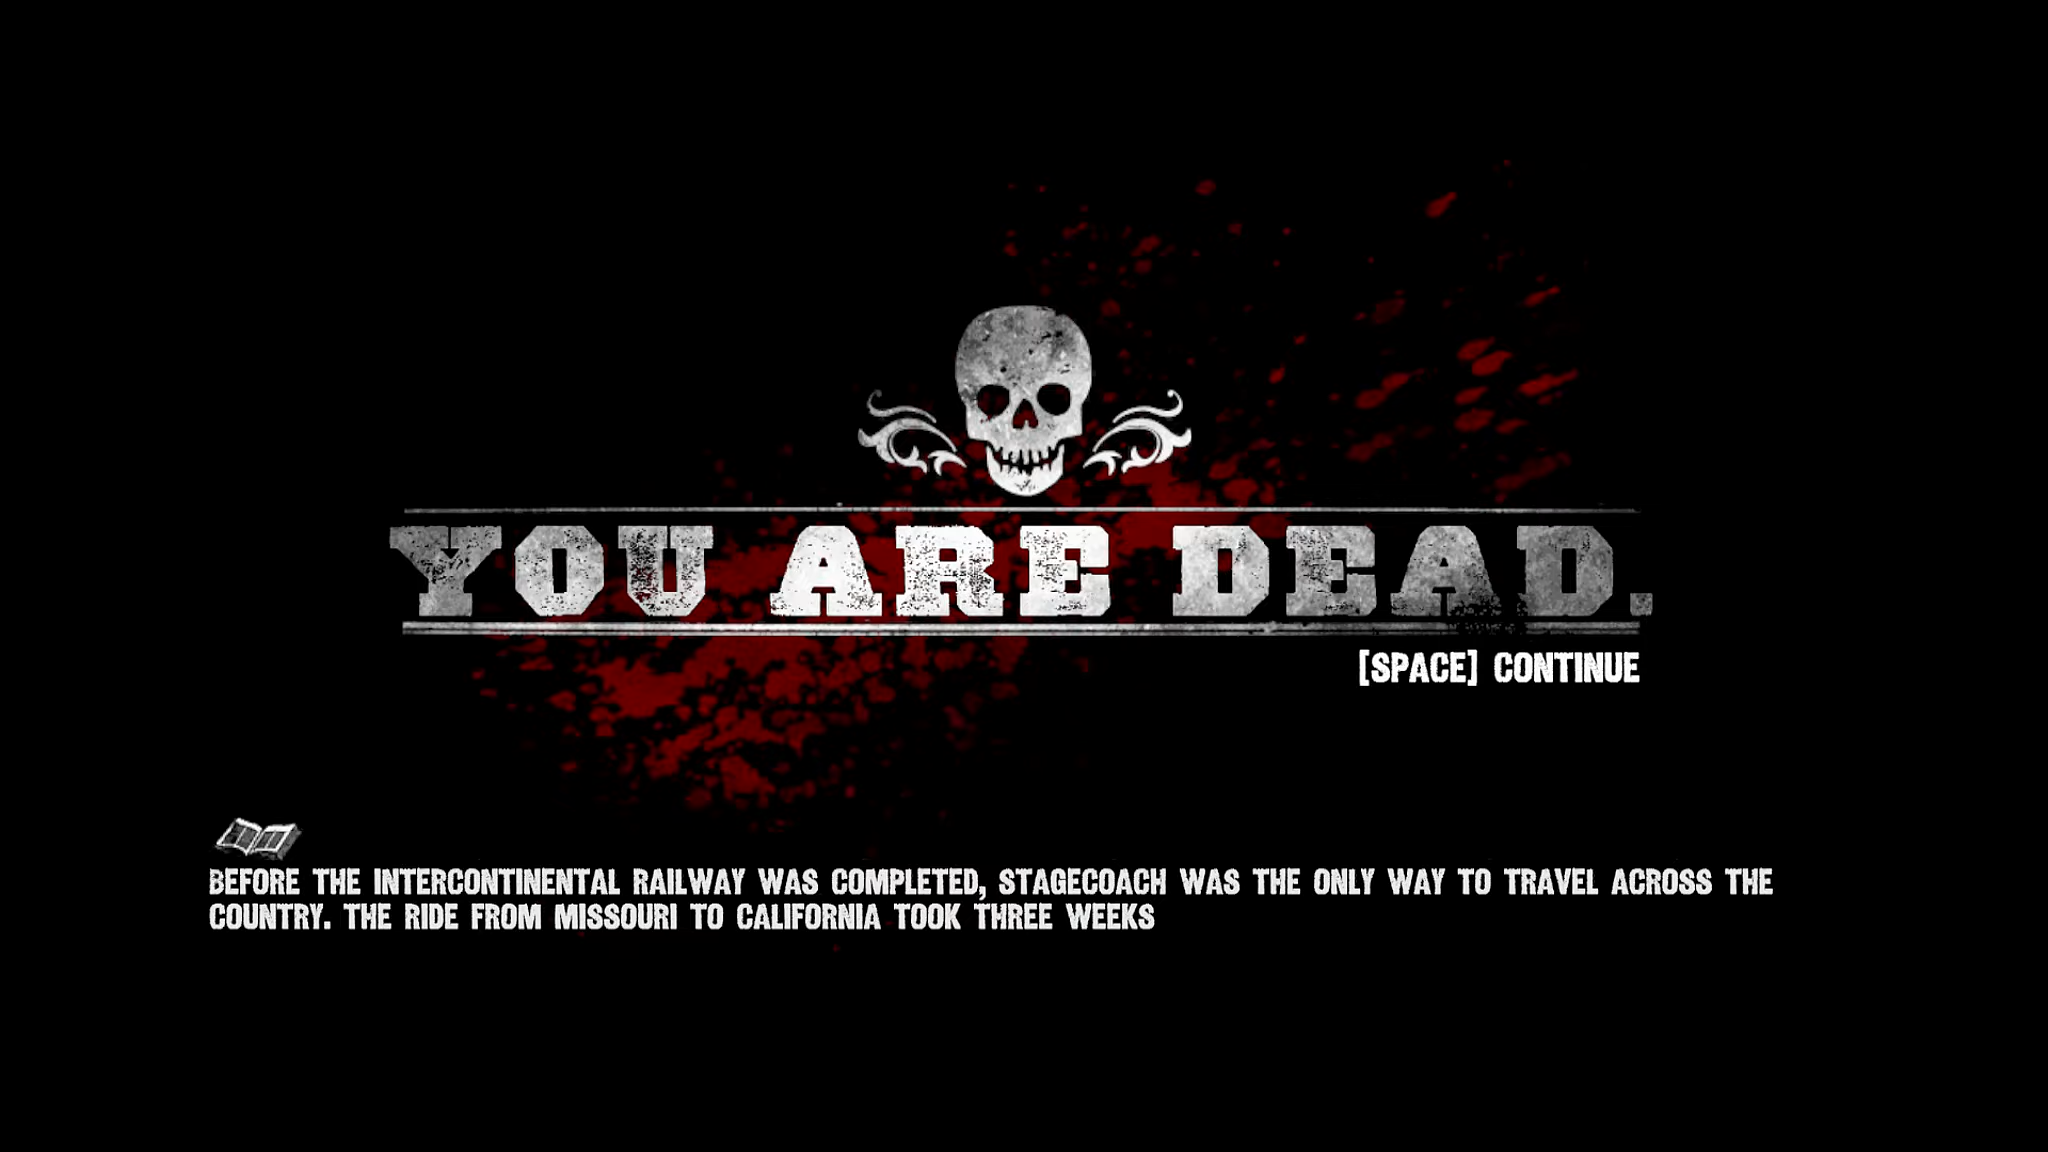 YOU ARE DEAD.
[SPACE] CONTINUE
BEFORE THE INTERCONTINENTAL RAILWAY WAS COMPLETED, STAGECOACH WAS THE ONLY WAY TO TRAVEL ACROSS THE
COUNTRY. THE RIDE FROM MISSOURI TO CALIFORNIA TOOK THREE WEEKS